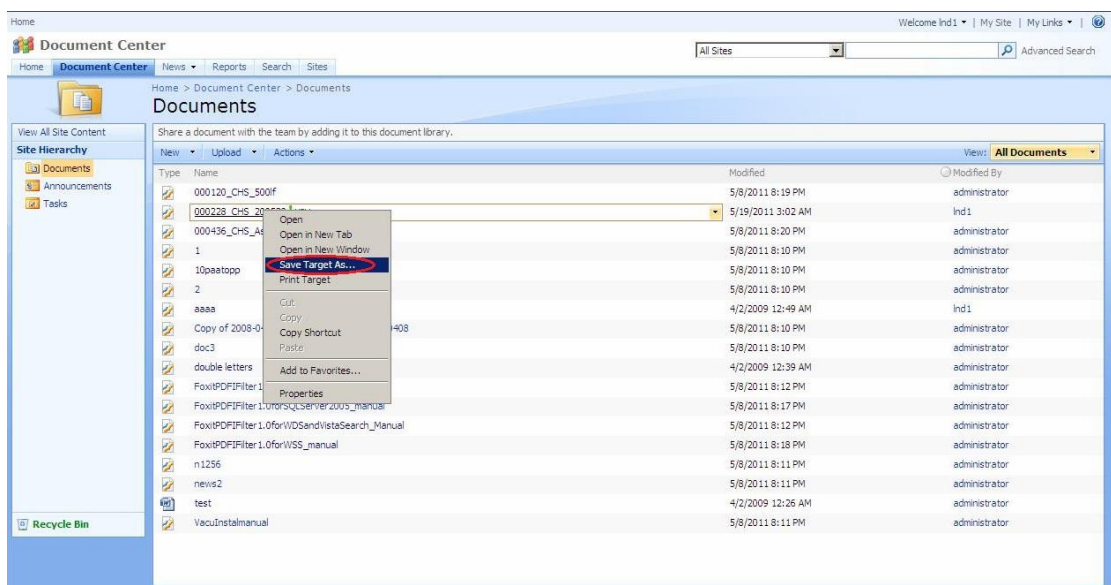 Home Welcome lnd1 | My Site | My Links |
Document Center All Sites Advanced Search
Home Document Center News Reports Search Sites
Home > Document Center > Documents
Documents
View All Site Content Share a document with the team by adding it to this document library.
Site Hierarchy New Upload Actions View: All Documents
Documents Type Name Modified Modified By
Announcements 000120_CHS_500lf 5/8/2011 8:19 PM administrator
Tasks 000228_CHS 5/19/2011 3:02 AM lnd1
000436_CHS 5/8/2011 8:20 PM administrator
1 5/8/2011 8:10 PM administrator
10paatopp 5/8/2011 8:10 PM administrator
2 5/8/2011 8:10 PM administrator
aaaa 4/2/2009 12:49 AM lnd1
Copy of 5/8/2011 8:10 PM administrator
doc3 5/8/2011 8:10 PM administrator
double letters 4/2/2009 12:39 AM administrator
5/8/2011 8:12 PM administrator
FoxitPDFIFilter1.0forSQLServer2005_manual 5/8/2011 8:17 PM administrator
FoxitPDFIFilter1.0forWDSandVistaSearch_Manual 5/8/2011 8:12 PM administrator
FoxitPDFIFilter1.0forWSS_manual 5/8/2011 8:18 PM administrator
n1256 5/8/2011 8:11 PM administrator
news2 5/8/2011 8:11 PM administrator
test 4/2/2009 12:26 AM administrator
Recycle Bin VacuInstalmanual 5/8/2011 8:11 PM administrator
Open
Open in New Tab
Open in New Window
Save Target As...
Print Target
Cut
Copy
Copy Shortcut
Paste
Add to Favorites...
Properties